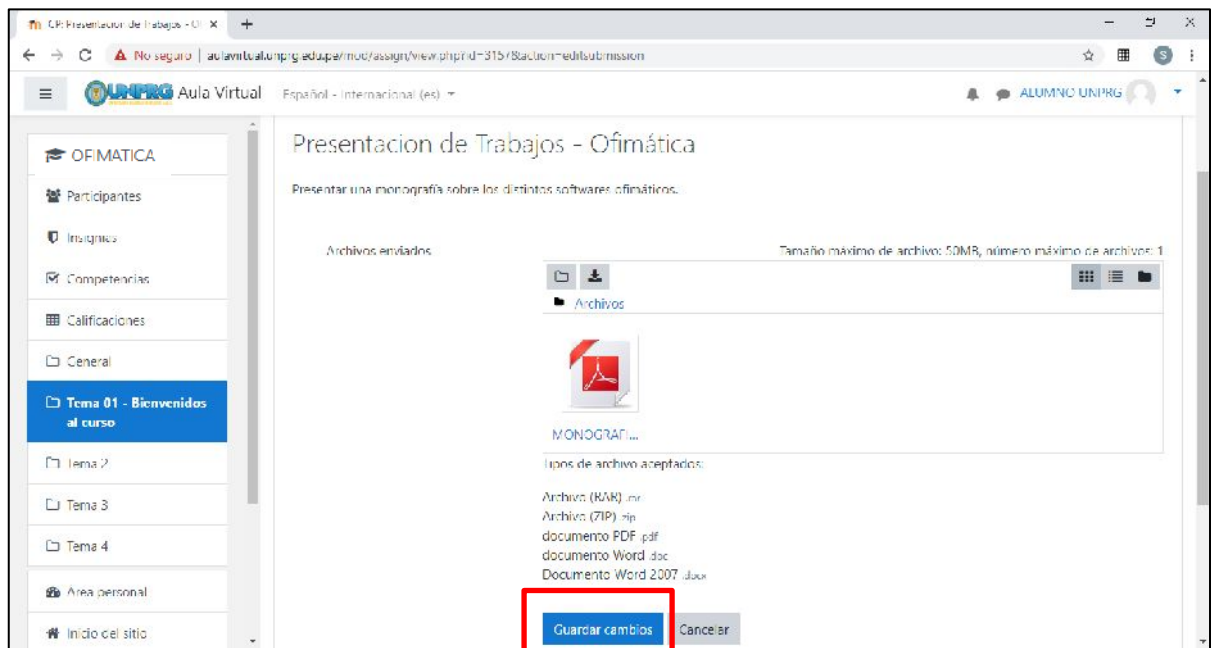 CP: Presentacion de Trabajos - Of
No seguro | aulavirtual.unprg.edu.pe/mod/assign/view.php?id=3157&action=editsubmission
S
UNPRG Aula Virtual
Español - Internacional (es)
ALUMNO UNPRG
OFIMATICA
Participantes
Insignias
Competencias
Calificaciones
General
Tema 01 - Bienvenidos
al curso
Tema 2
Tema 3
Tema 4
Area personal
Inicio del sitio
Presentacion de Trabajos - Ofimática
Presentar una monografía sobre los distintos softwares ofimáticos.
Archivos enviados
Tamaño máximo de archivo: 50MB, número máximo de archivos: 1
Archivos
MONOGRAFI...
Tipos de archivo aceptados:
Archivo (RAR) .rar
Archivo (ZIP) .zip
documento PDF .pdf
documento Word .doc
Documento Word 2007 .docx
Guardar cambios
Cancelar